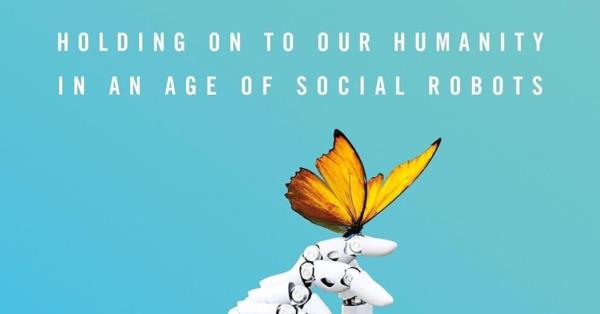 HOLDING ON TO OUR HUMANITY
IN AN AGE OF SOCIAL ROBOTS